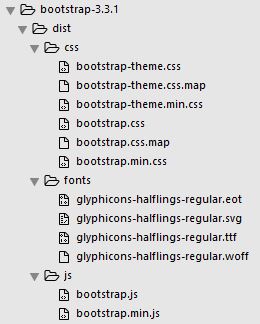 bootstrap-3.3.1
dist
css
bootstrap-theme.css
bootstrap-theme.css.map
bootstrap-theme.min.css
bootstrap.css
bootstrap.css.map
bootstrap.min.css
fonts
glyphicons-halflings-regular.eot
glyphicons-halflings-regular.svg
glyphicons-halflings-regular.ttf
glyphicons-halflings-regular.woff
js
bootstrap.js
bootstrap.min.js